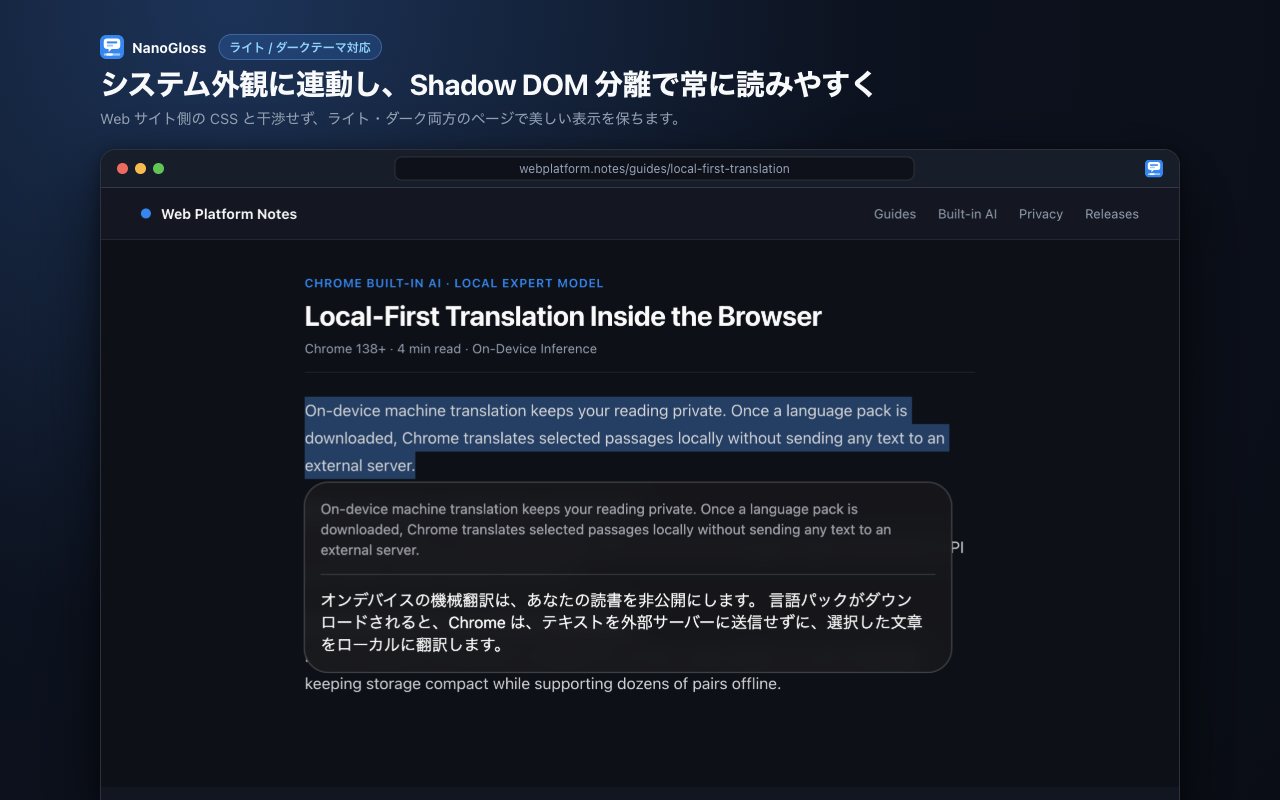 NanoGloss
ライト / ダークテーマ対応
システム外観に連動し、Shadow DOM 分離で常に読みやすく
Web サイト側の CSS と干渉せず、ライト・ダーク両方のページで美しい表示を保ちます。
webplatform.notes/guides/local-first-translation
Web Platform Notes
Guides
Built-in AI
Privacy
Releases
CHROME BUILT-IN AI · LOCAL EXPERT MODEL
Local-First Translation Inside the Browser
Chrome 138+ · 4 min read · On-Device Inference
On-device machine translation keeps your reading private. Once a language pack is
downloaded, Chrome translates selected passages locally without sending any text to an
external server.
On-device machine translation keeps your reading private. Once a language pack is
downloaded, Chrome translates selected passages locally without sending any text to an
external server.
PI
オンデバイスの機械翻訳は、あなたの読書を非公開にします。 言語パックがダウン
ロードされると、Chrome は、テキストを外部サーバーに送信せずに、選択した文章
をローカルに翻訳します。
keeping storage compact while supporting dozens of pairs offline.